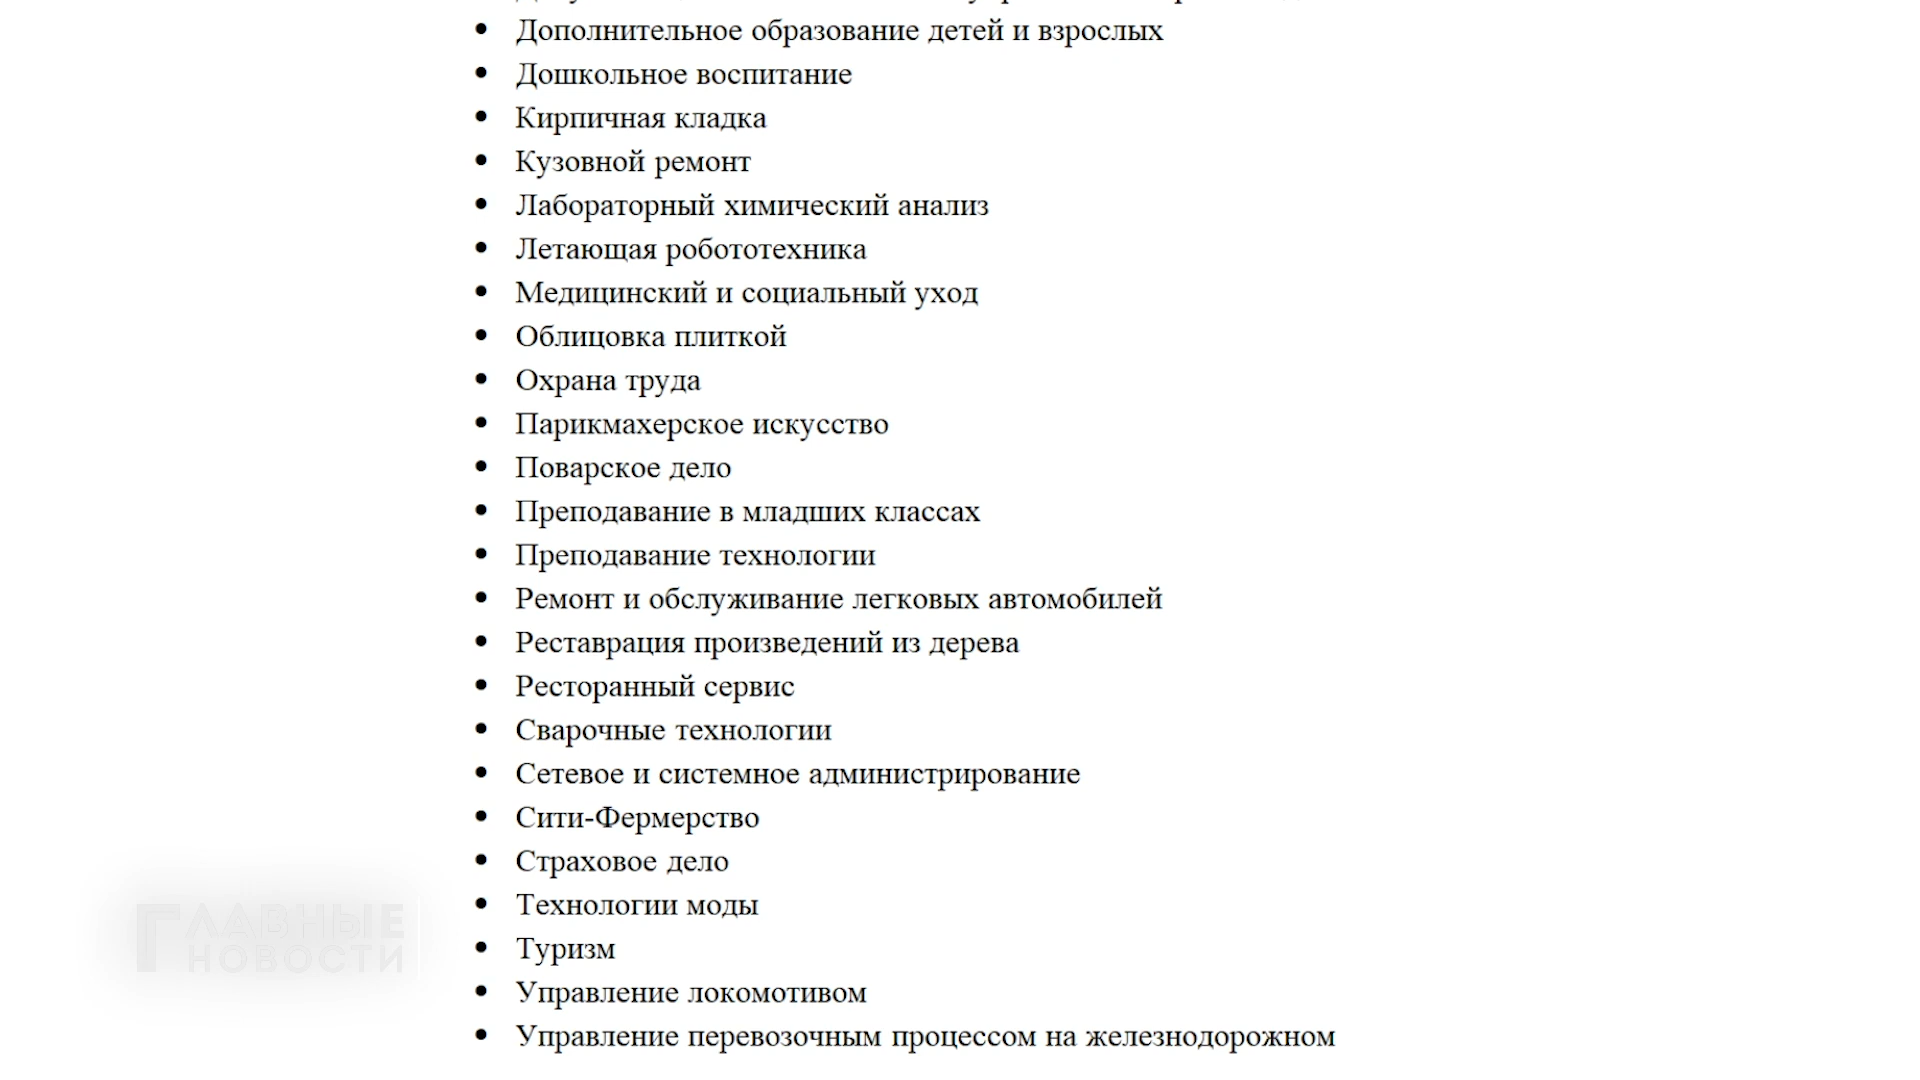 • Дополнительное образование детей и взрослых
• Дошкольное воспитание
• Кирпичная кладка
• Кузовной ремонт
• Лабораторный химический анализ
• Летающая робототехника
• Медицинский и социальный уход
• Облицовка плиткой
• Охрана труда
• Парикмахерское искусство
• Поварское дело
• Преподавание в младших классах
• Преподавание технологии
• Ремонт и обслуживание легковых автомобилей
• Реставрация произведений из дерева
• Ресторанный сервис
• Сварочные технологии
• Сетевое и системное администрирование
• Сити-Фермерство
• Страховое дело
• Технологии моды
• Туризм
• Управление локомотивом
• Управление перевозочным процессом на железнодорожном
ГЛАВНЫЕ
НОВОСТИ